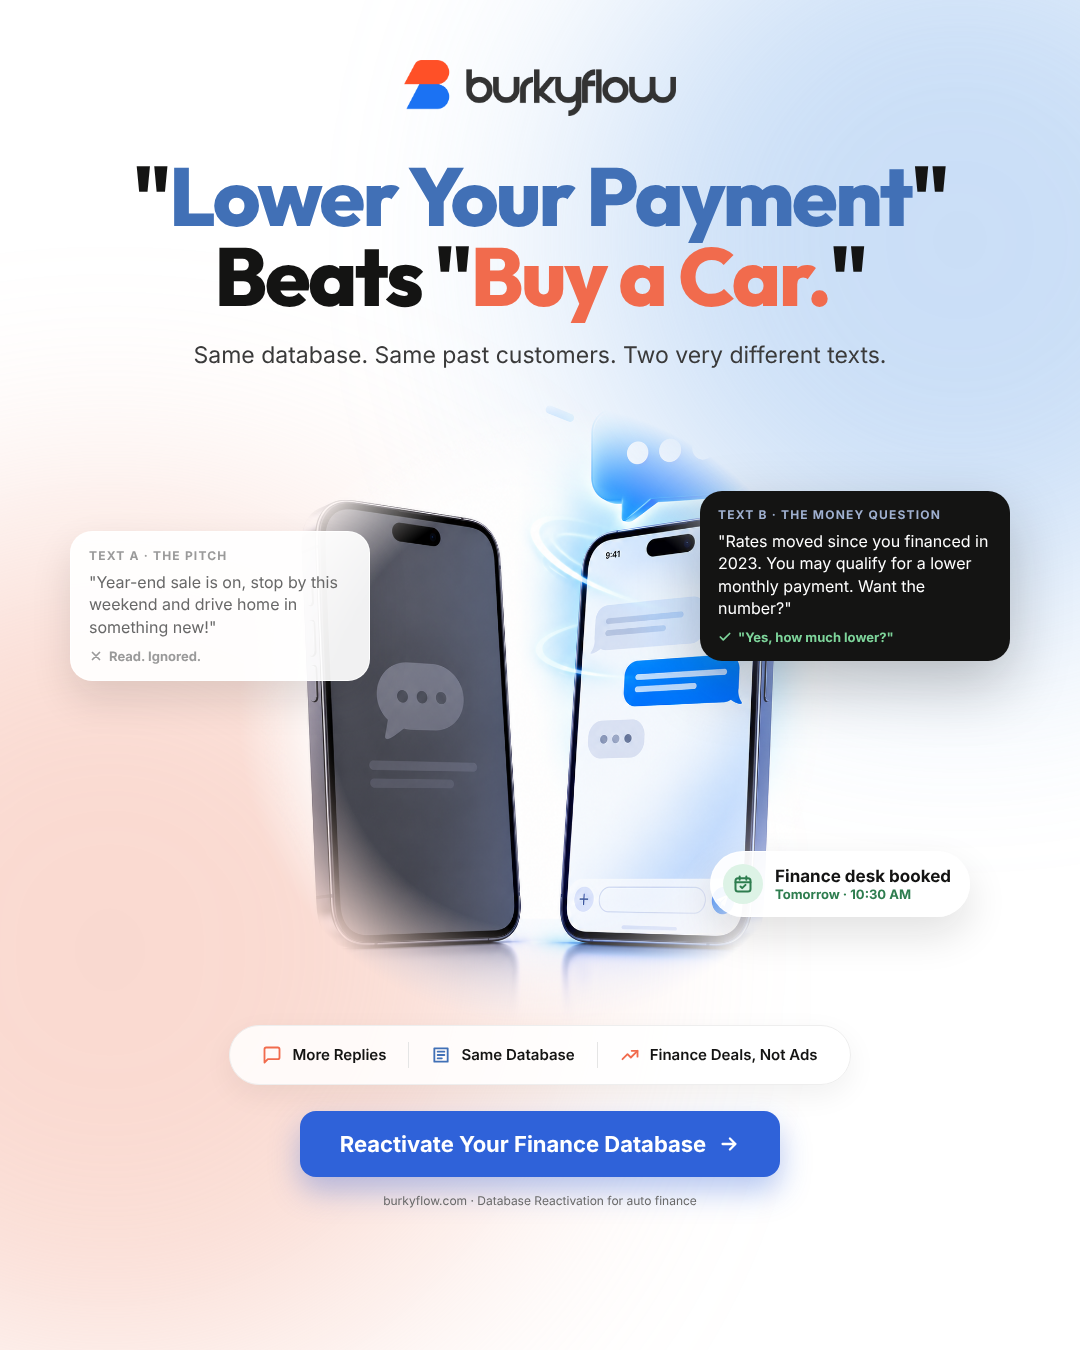 burkyflow
"Lower Your Payment"
Beats "Buy a Car."
Same database. Same past customers. Two very different texts.
TEXT A · THE PITCH
"Year-end sale is on, stop by this
weekend and drive home in
something new!"
Read. Ignored.
9:41
TEXT B · THE MONEY QUESTION
"Rates moved since you financed in
2023. You may qualify for a lower
monthly payment. Want the
number?"
"Yes, how much lower?"
Finance desk booked
Tomorrow · 10:30 AM
More Replies
Same Database
Finance Deals, Not Ads
Reactivate Your Finance Database →
burkyflow.com · Database Reactivation for auto finance